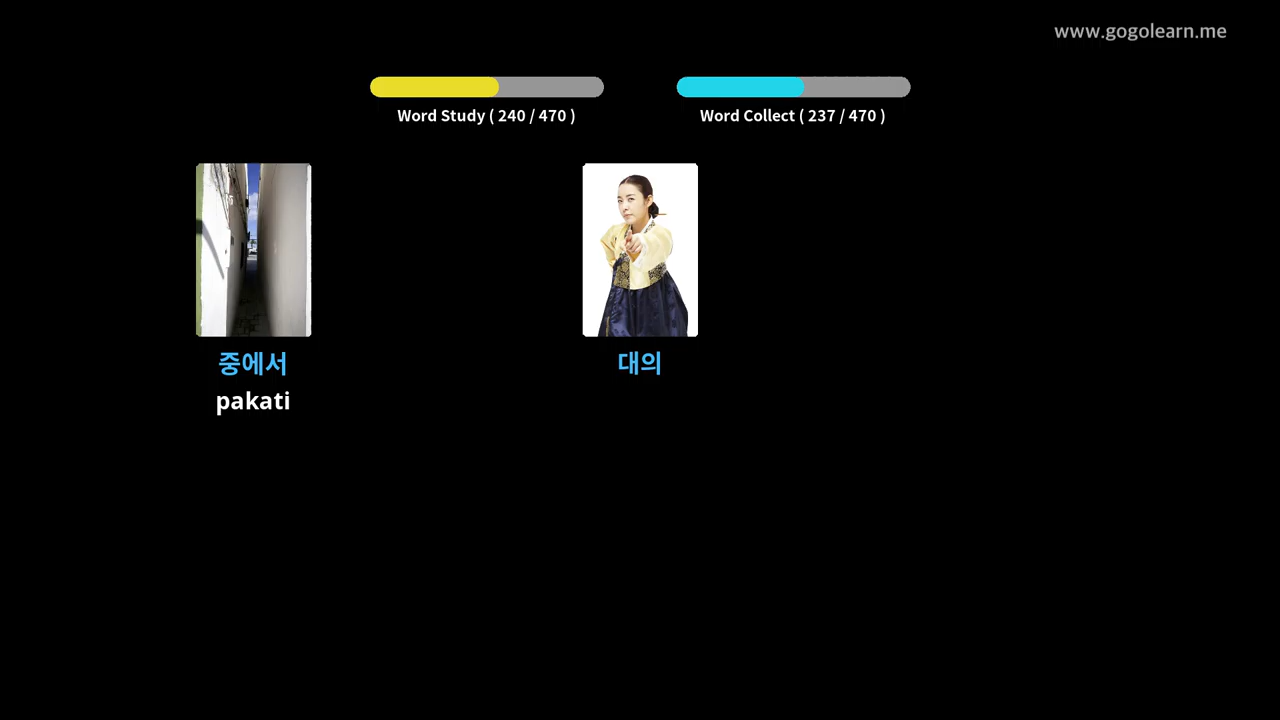 www.gogolearn.me
Word Study ( 240 / 470 )
Word Collect ( 237 / 470 )
중에서
pakati
대의